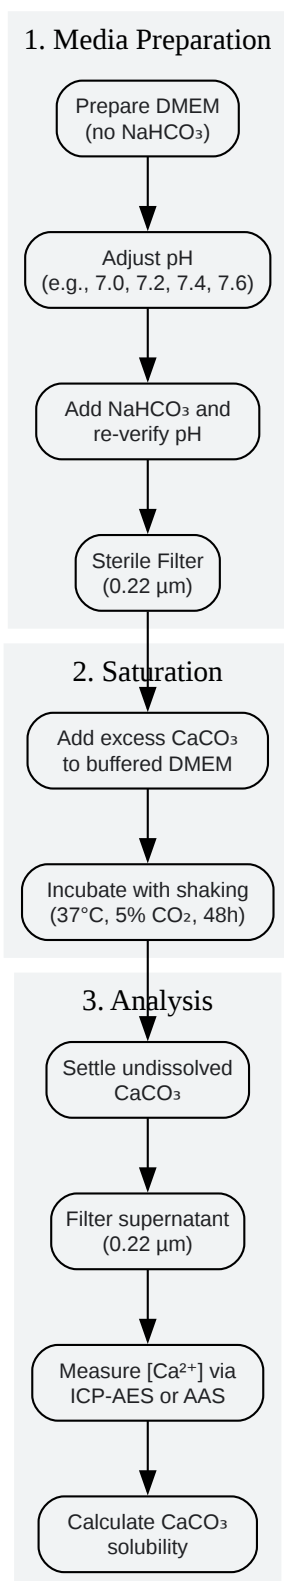 1. Media Preparation
Prepare DMEM
(no NaHCO₃)
Adjust pH
(e.g., 7.0, 7.2, 7.4, 7.6)
Add NaHCO₃ and
re-verify pH
Sterile Filter
(0.22 µm)
2. Saturation
Add excess CaCO₃
to buffered DMEM
Incubate with shaking
(37°C, 5% CO₂, 48h)
3. Analysis
Settle undissolved
CaCO₃
Filter supernatant
(0.22 µm)
Measure [Ca²⁺] via
ICP-AES or AAS
Calculate CaCO₃
solubility